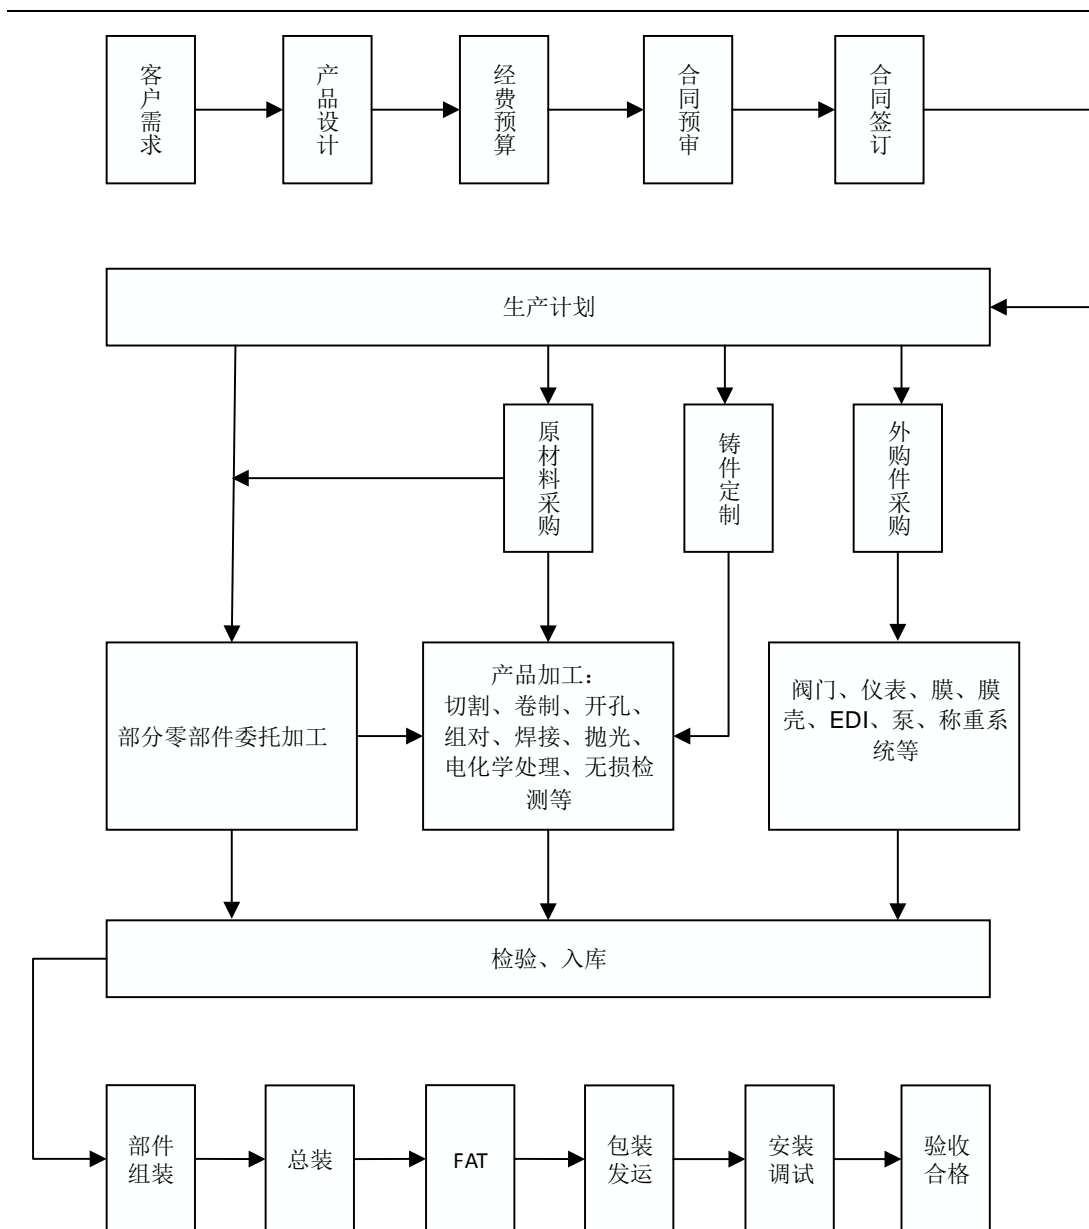 客户需求
产品设计
经费预算
合同预审
合同签订
生产计划
原材料采购
铸件定制
外购件采购
部分零部件委托加工
产品加工：
切割、卷制、开孔、
组对、焊接、抛光、
电化学处理、无损检
测等
阀门、仪表、膜、膜
壳、EDI、泵、称重系
统等
检验、入库
部件
组装
总装
FAT
包装
发运
安装
调试
验收
合格